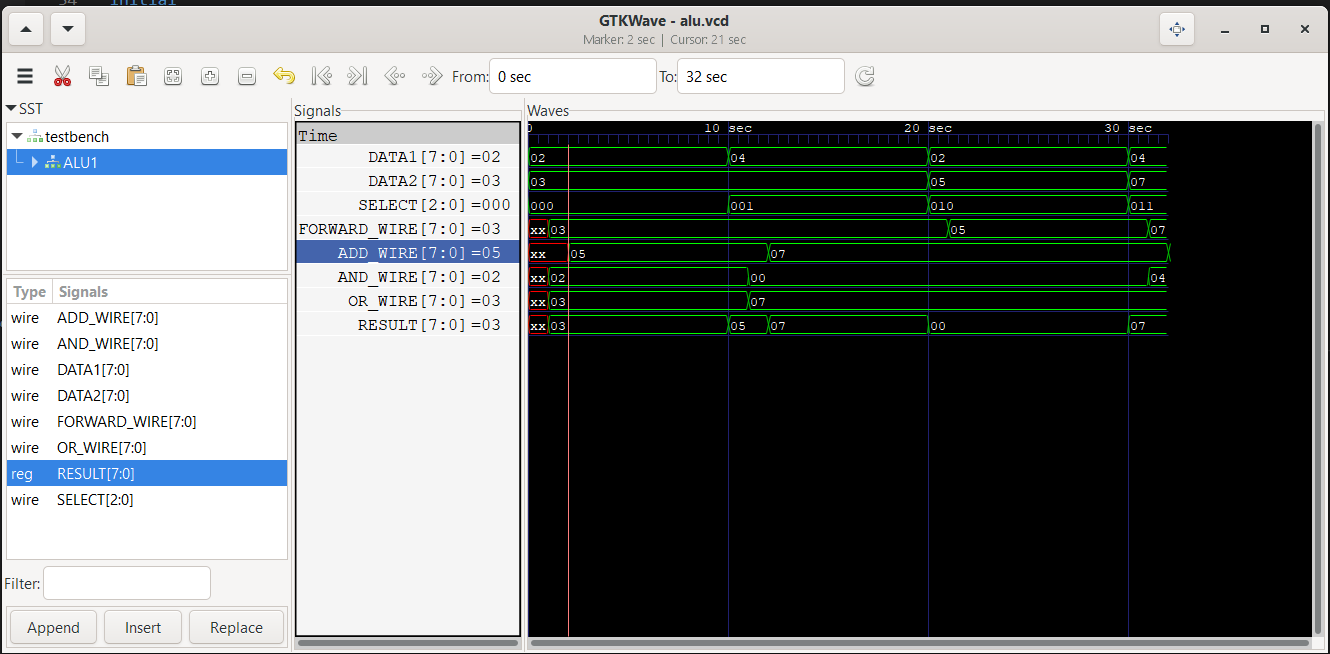 54 initial
GTKWave - alu.vcd
Marker: 2 sec | Cursor: 21 sec
From: 0 sec To: 32 sec
SST
testbench
ALU1
Type Signals
wire ADD_WIRE[7:0]
wire AND_WIRE[7:0]
wire DATA1[7:0]
wire DATA2[7:0]
wire FORWARD_WIRE[7:0]
wire OR_WIRE[7:0]
reg RESULT[7:0]
wire SELECT[2:0]
Filter:
Append Insert Replace
Signals
Time
DATA1[7:0]=02
DATA2[7:0]=03
SELECT[2:0]=000
FORWARD_WIRE[7:0]=03
ADD_WIRE[7:0]=05
AND_WIRE[7:0]=02
OR_WIRE[7:0]=03
RESULT[7:0]=03
Waves
0 10 sec 20 sec 30 sec
02 04 02 04
03 05 07
000 001 010 011
xx 03 05 07
xx 05 07
xx 02 00 04
xx 03 07
xx 03 05 07 00 07